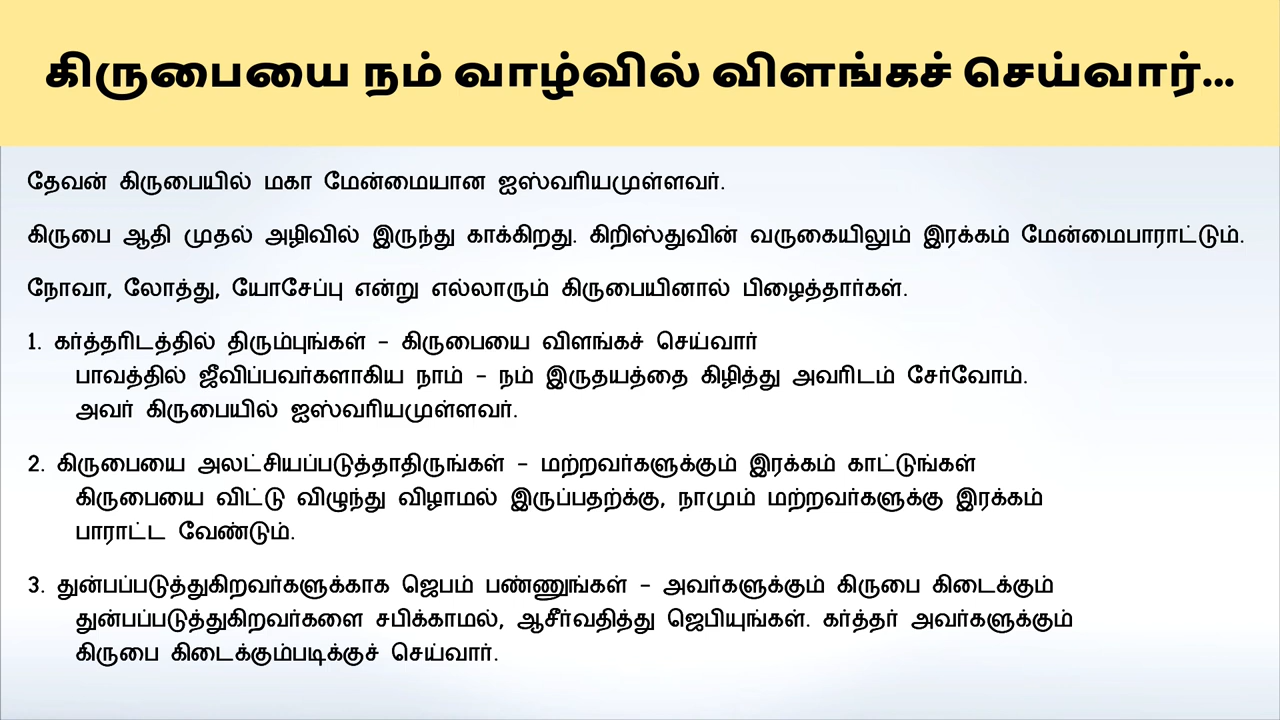 கிருபையை நம் வாழ்வில் விளங்கச் செய்வார்...
தேவன் கிருபையில் மகா மேன்மையான ஐஸ்வரியமுள்ளவர்.
கிருபை ஆதி முதல் அழிவில் இருந்து காக்கிறது. கிறிஸ்துவின் வருகையிலும் இரக்கம் மேன்மைபாராட்டும்.
நோவா, லோத்து, யோசேப்பு என்று எல்லாரும் கிருபையினால் பிழைத்தார்கள்.
1. கர்த்தரிடத்தில் திரும்புங்கள் - கிருபையை விளங்கச் செய்வார்
பாவத்தில் ஜீவிப்பவர்களாகிய நாம் - நம் இருதயத்தை கிழித்து அவரிடம் சேர்வோம்.
அவர் கிருபையில் ஐஸ்வரியமுள்ளவர்.
2. கிருபையை அலட்சியப்படுத்தாதிருங்கள் - மற்றவர்களுக்கும் இரக்கம் காட்டுங்கள்
கிருபையை விட்டு விழுந்து விழாமல் இருப்பதற்க்கு, நாமும் மற்றவர்களுக்கு இரக்கம்
பாராட்ட வேண்டும்.
3. துன்பப்படுத்துகிறவர்களுக்காக ஜெபம் பண்ணுங்கள் - அவர்களுக்கும் கிருபை கிடைக்கும்
துன்பப்படுத்துகிறவர்களை சபிக்காமல், ஆசீர்வதித்து ஜெபியுங்கள். கர்த்தர் அவர்களுக்கும்
கிருபை கிடைக்கும்படிக்குச் செய்வார்.